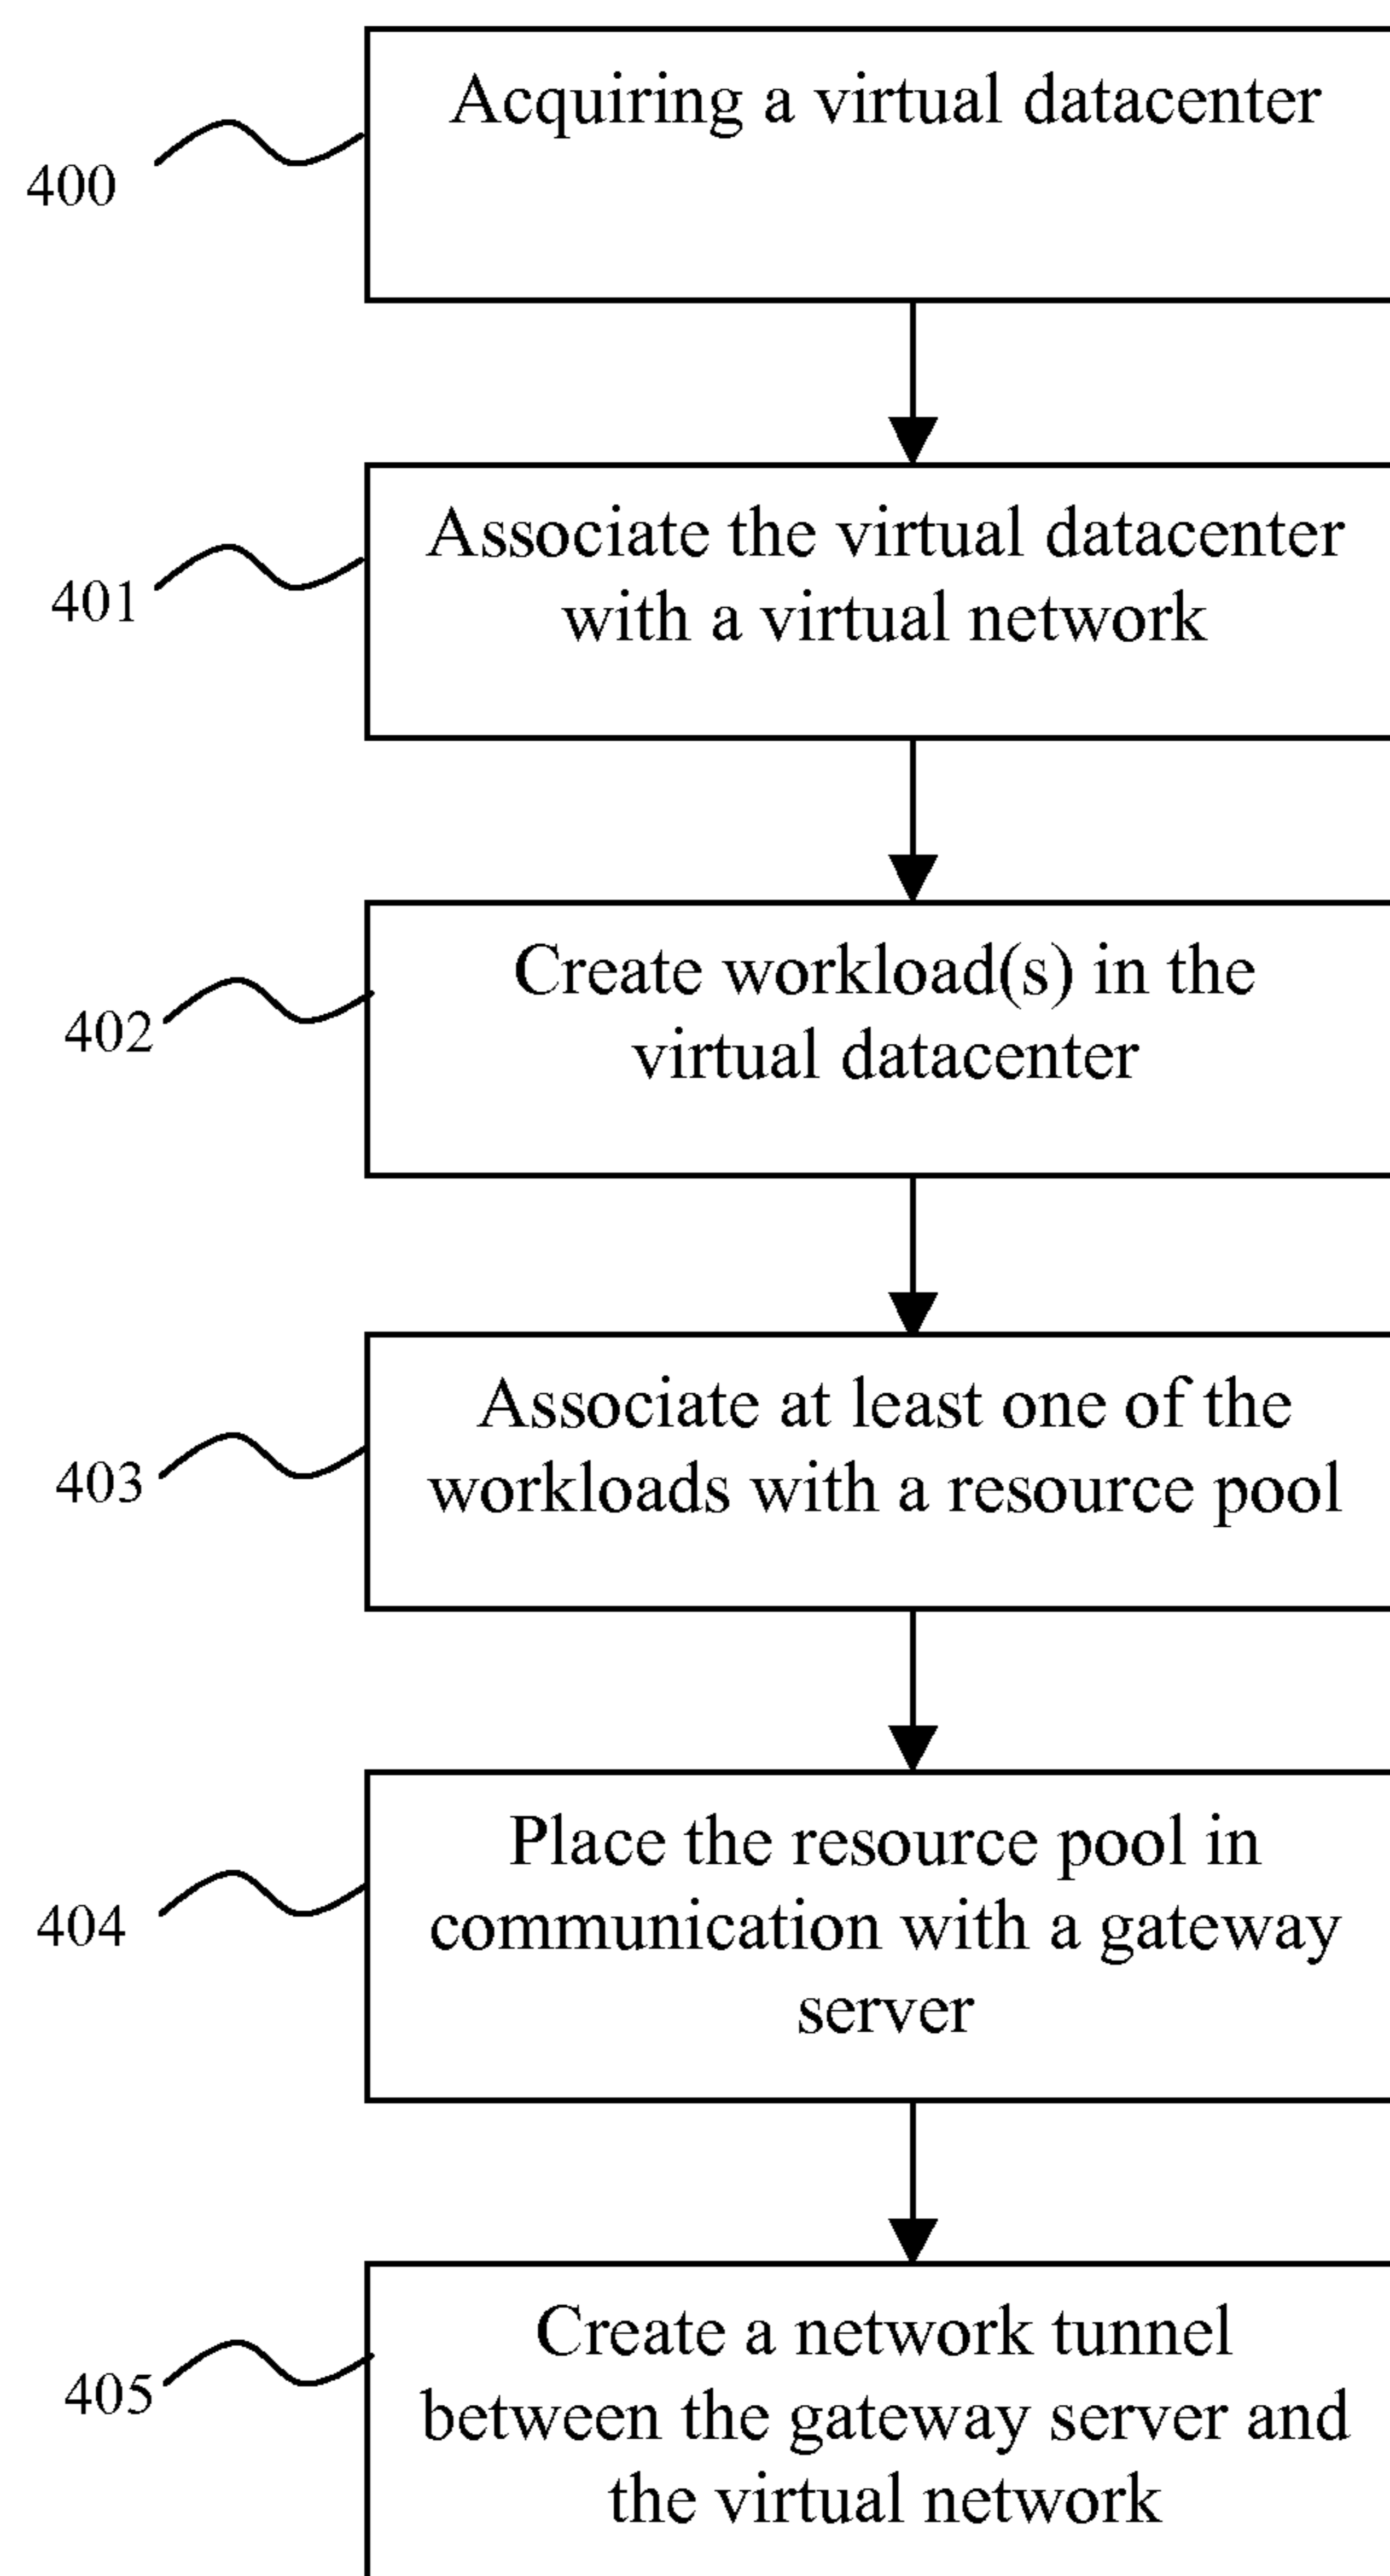 Acquiring a virtual datacenter
400
Associate the virtual datacenter
with a virtual network
401
Create workload(s) in the
virtual datacenter
402
Associate at least one of the
workloads with a resource pool
403
Place the resource pool in
communication with a gateway
server
404
Create a network tunnel
between the gateway server and
the virtual network
405